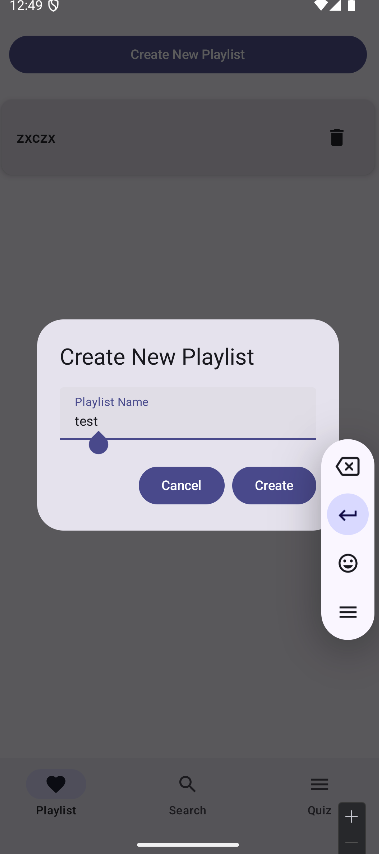 12:49
Create New Playlist
zxczx
Create New Playlist
Playlist Name
test
Cancel
Create
Playlist
Search
Quiz